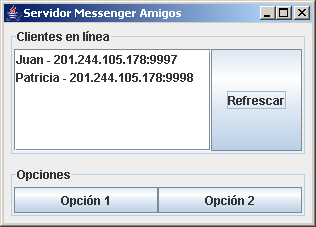 Servidor Messenger Amigos
Clientes en línea
Juan - 201.244.105.178:9997
Patricia - 201.244.105.178:9998
Refrescar
Opciones
Opción 1
Opción 2